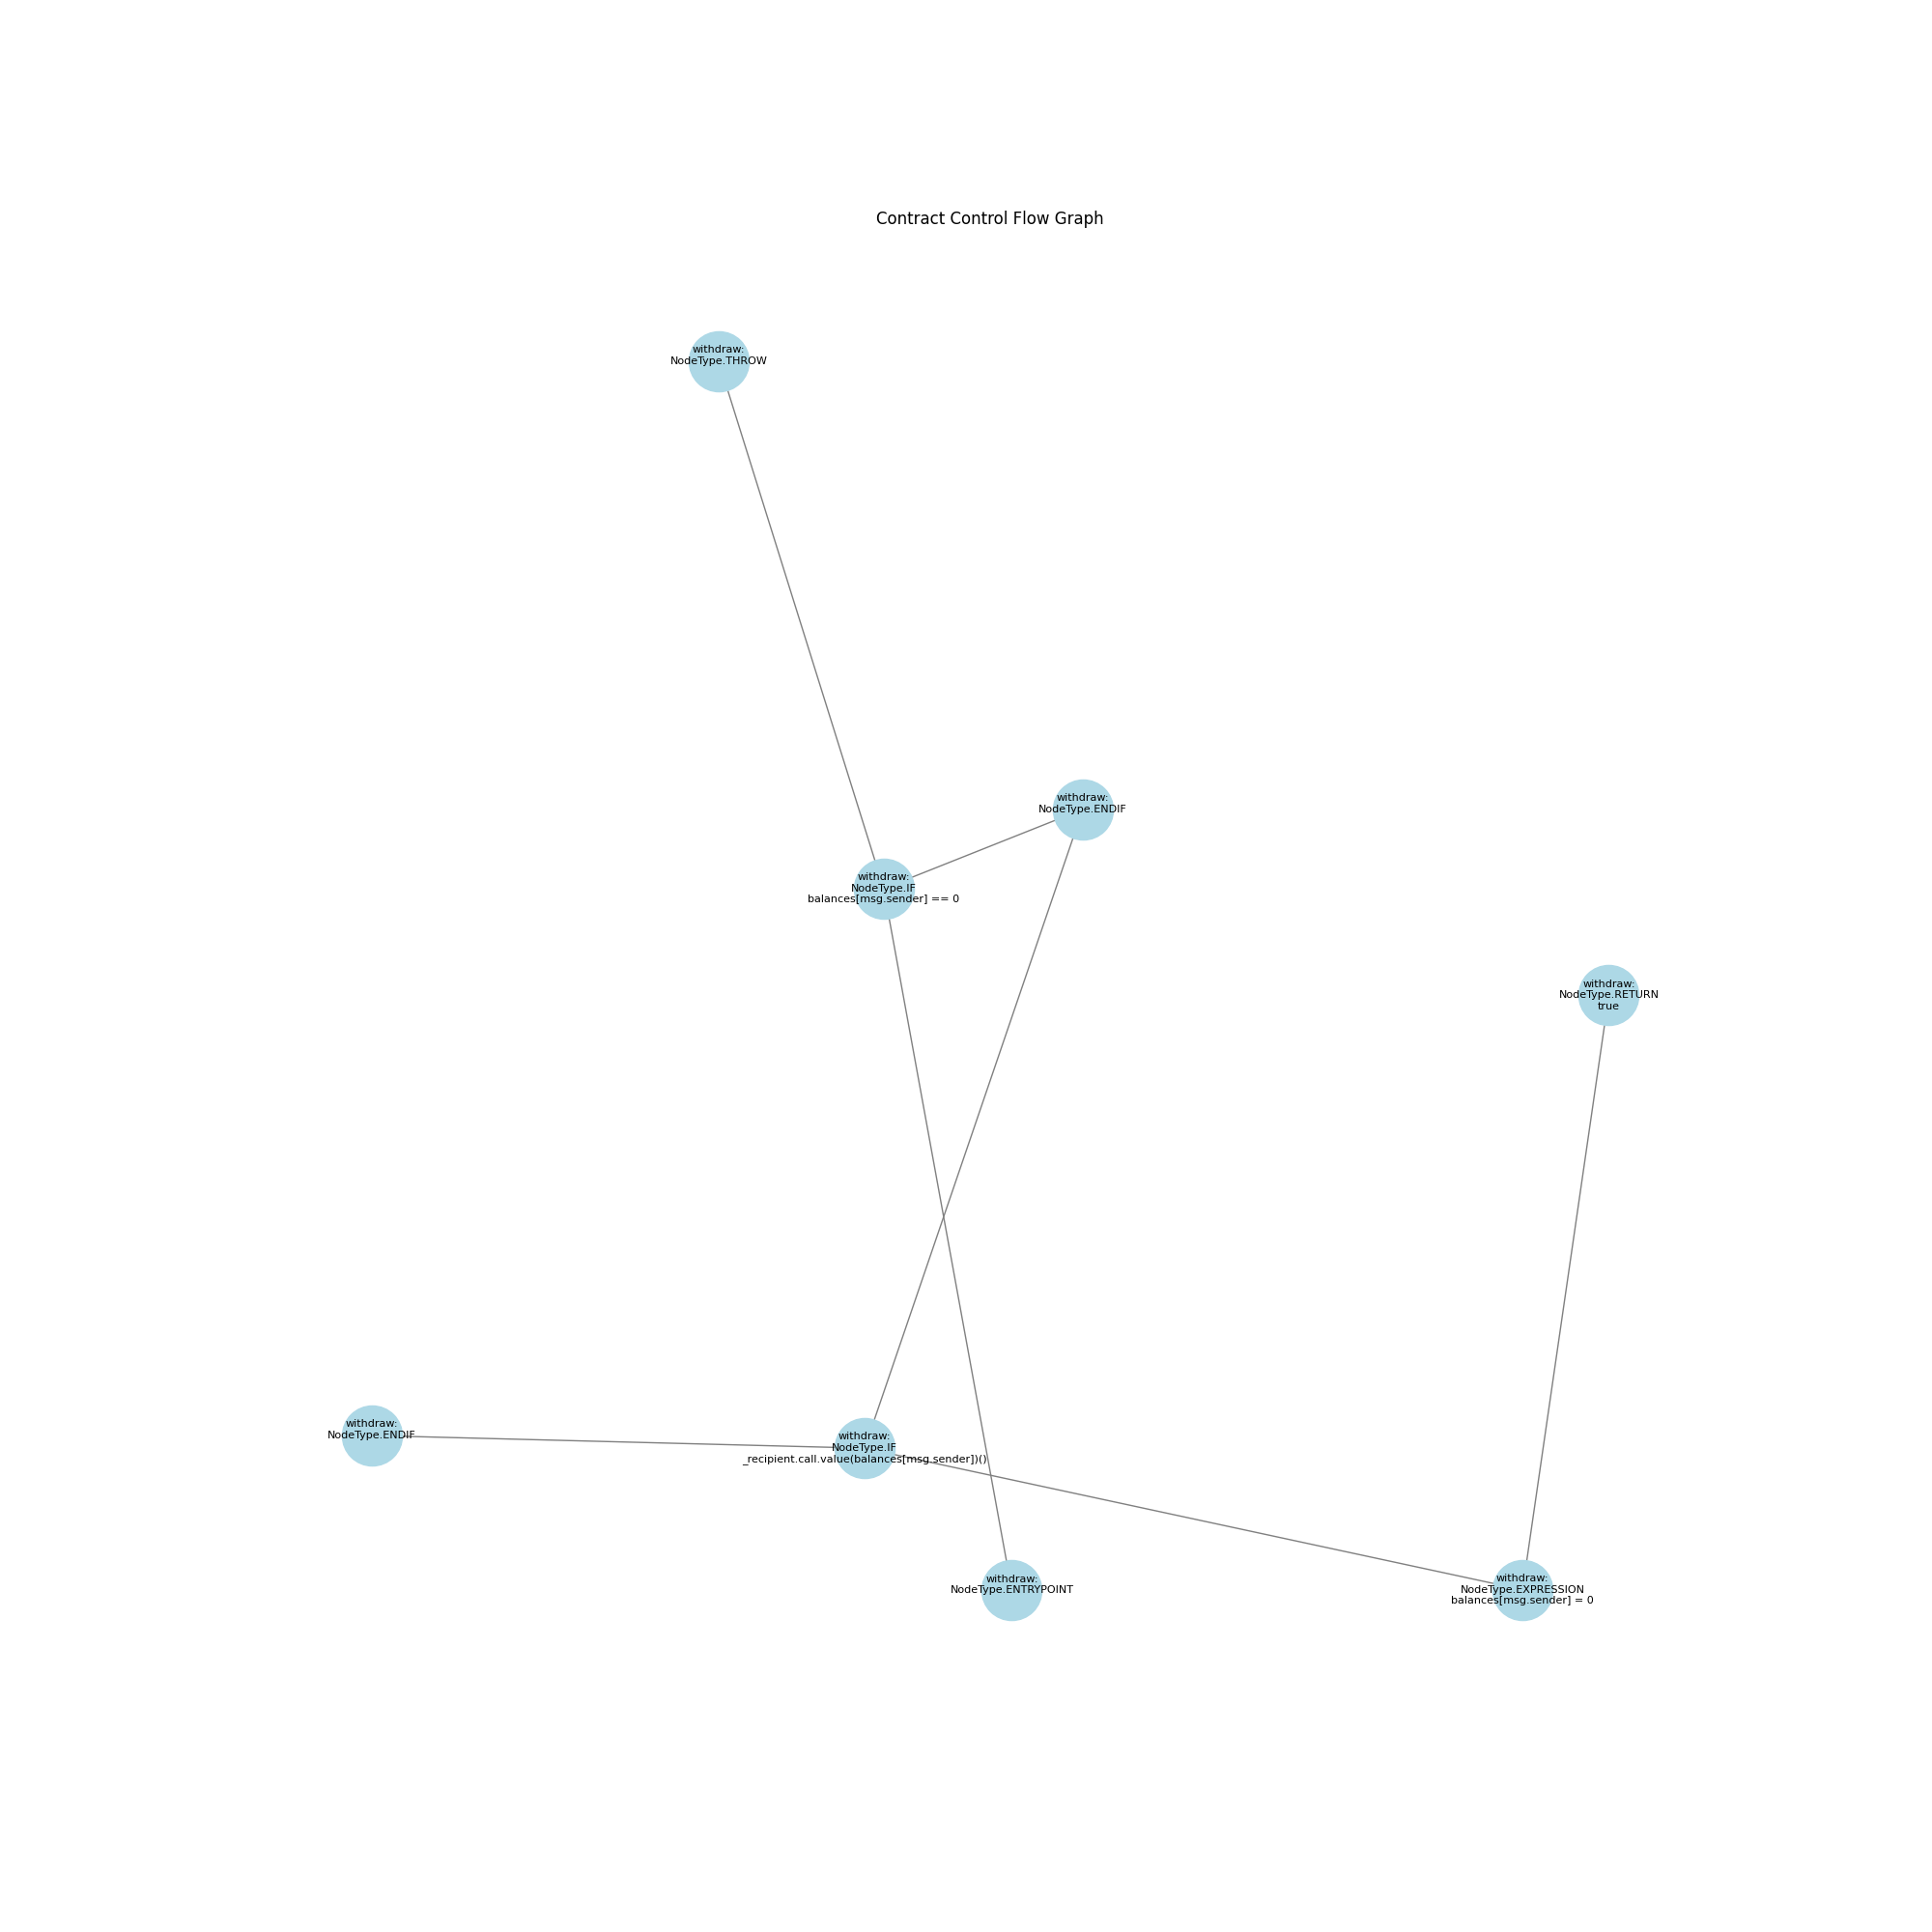 Contract Control Flow Graph
withdraw:
NodeType.THROW
withdraw:
NodeType.ENDIF
withdraw:
NodeType.IF
balances[msg.sender] == 0
withdraw:
NodeType.RETURN
true
withdraw:
NodeType.ENDIF
withdraw:
NodeType.IF
_recipient.call.value(balances[msg.sender])()
withdraw:
NodeType.ENTRYPOINT
withdraw:
NodeType.EXPRESSION
balances[msg.sender] = 0